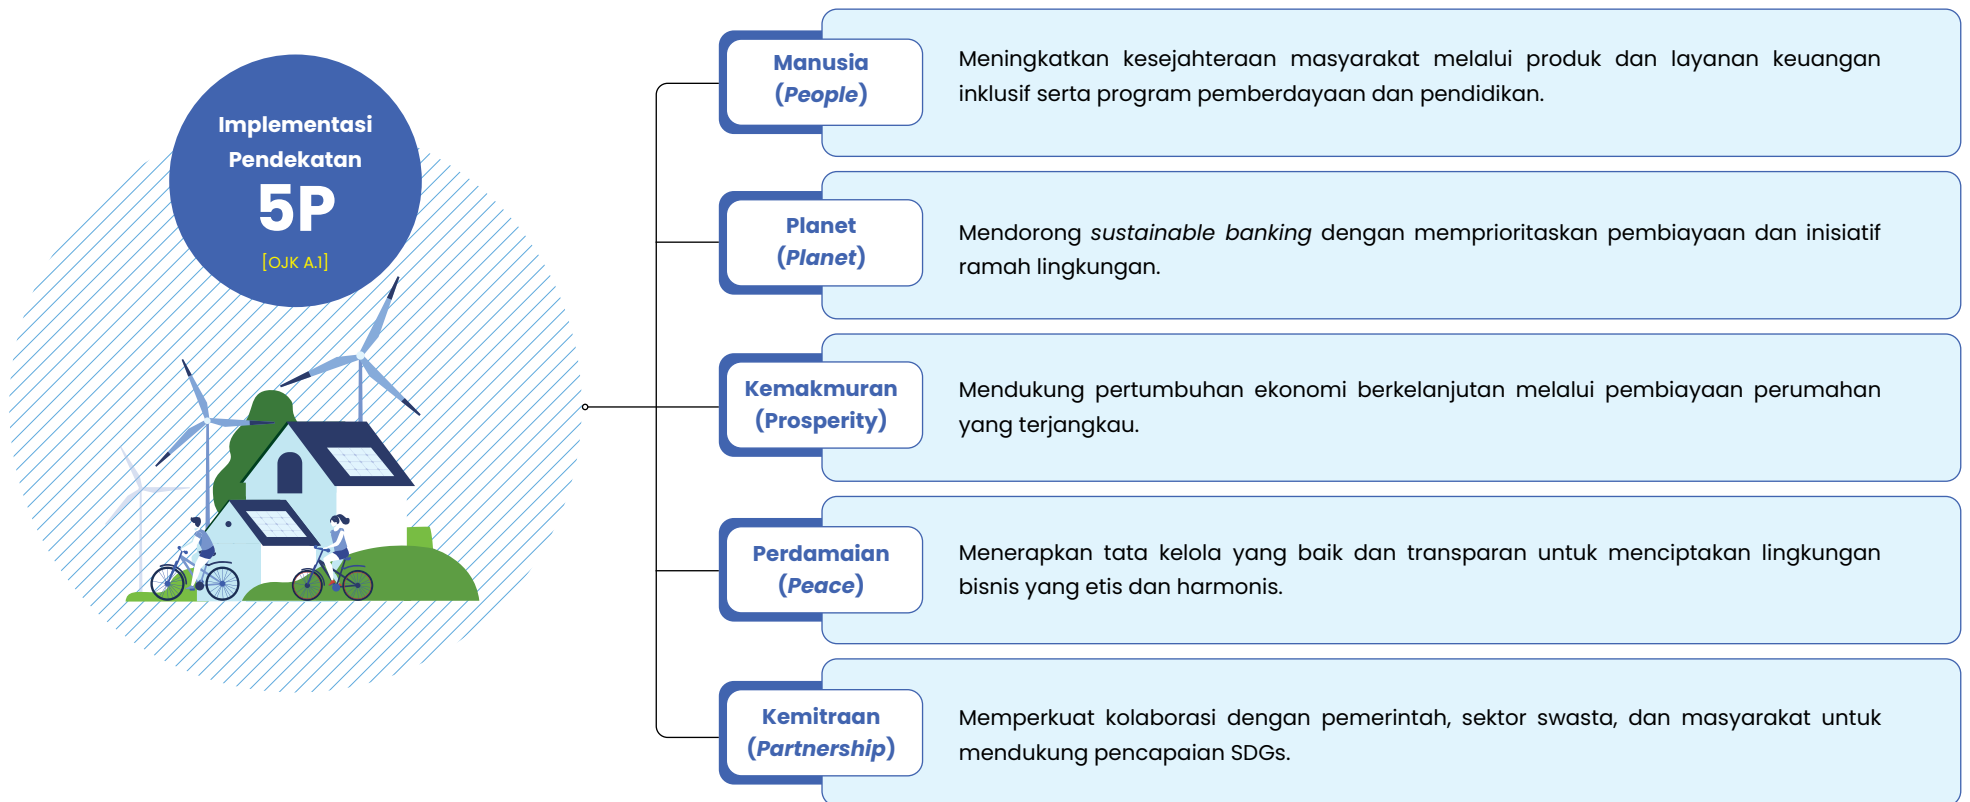 Implementasi
Pendekatan
5P
[OJK A.1]
Manusia
(People)
Meningkatkan kesejahteraan masyarakat melalui produk dan layanan keuangan
inklusif serta program pemberdayaan dan pendidikan.
Planet
(Planet)
Mendorong sustainable banking dengan memprioritaskan pembiayaan dan inisiatif
ramah lingkungan.
Kemakmuran
(Prosperity)
Mendukung pertumbuhan ekonomi berkelanjutan melalui pembiayaan perumahan
yang terjangkau.
Perdamaian
(Peace)
Menerapkan tata kelola yang baik dan transparan untuk menciptakan lingkungan
bisnis yang etis dan harmonis.
Kemitraan
(Partnership)
Memperkuat kolaborasi dengan pemerintah, sektor swasta, dan masyarakat untuk
mendukung pencapaian SDGs.